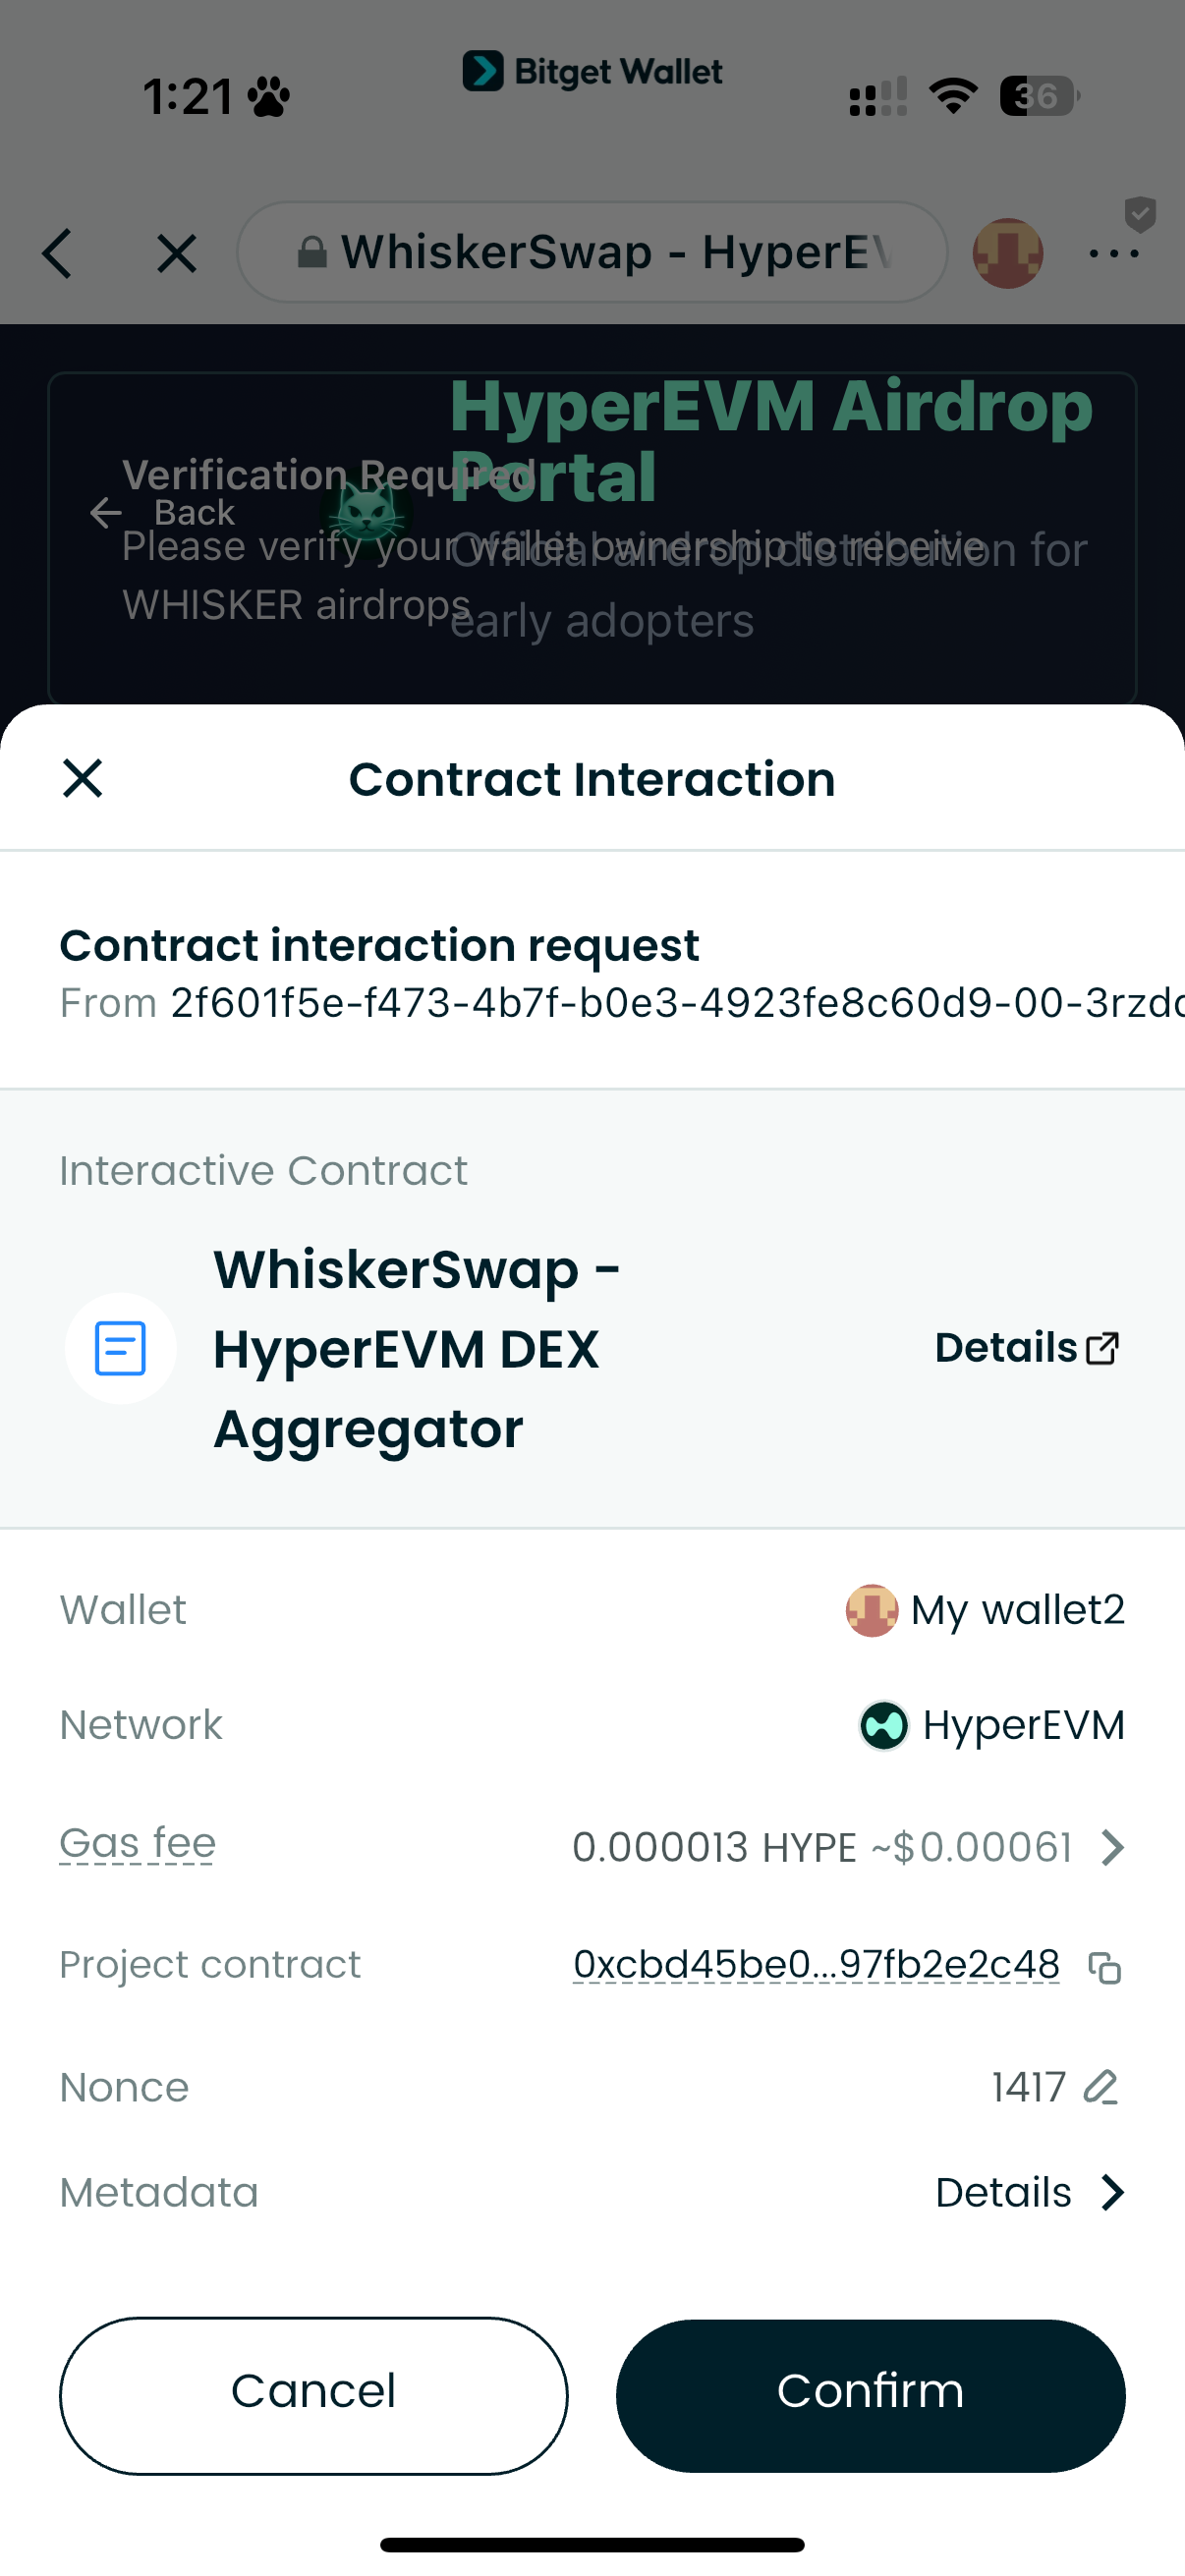 Bitget Wallet
1:21
36
WhiskerSwap - HyperEV
HyperEVM Airdrop
Portal
Verification Required
Back
Please verify your wallet ownership to receive
WHISKER airdrops
Official airdrop distribution for
early adopters
Contract Interaction
Contract interaction request
From 2f601f5e-f473-4b7f-b0e3-4923fe8c60d9-00-3rzdc
Interactive Contract
WhiskerSwap -
HyperEVM DEX
Aggregator
Details
Wallet
My wallet2
Network
HyperEVM
Gas fee
0.000013 HYPE ~$0.00061
Project contract
0xcbd45be0...97fb2e2c48
Nonce
1417
Metadata
Details
Cancel
Confirm